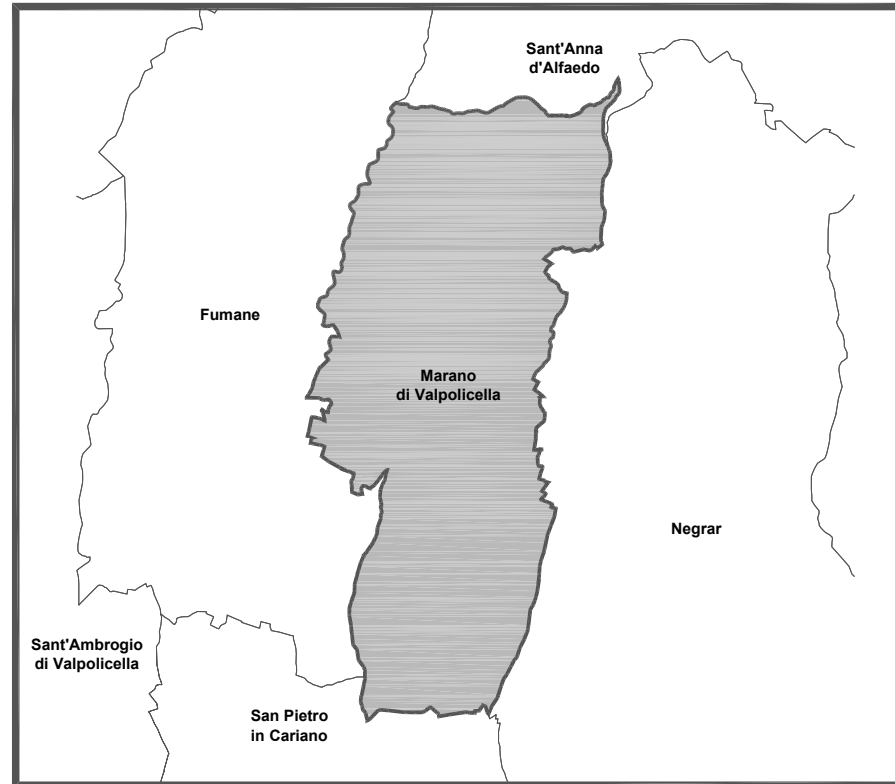 Sant'Anna
d'Alfaedo
Fumane
Marano
di Valpolicella
Negrar
Sant'Ambrogio
di Valpolicella
San Pietro
in Cariano